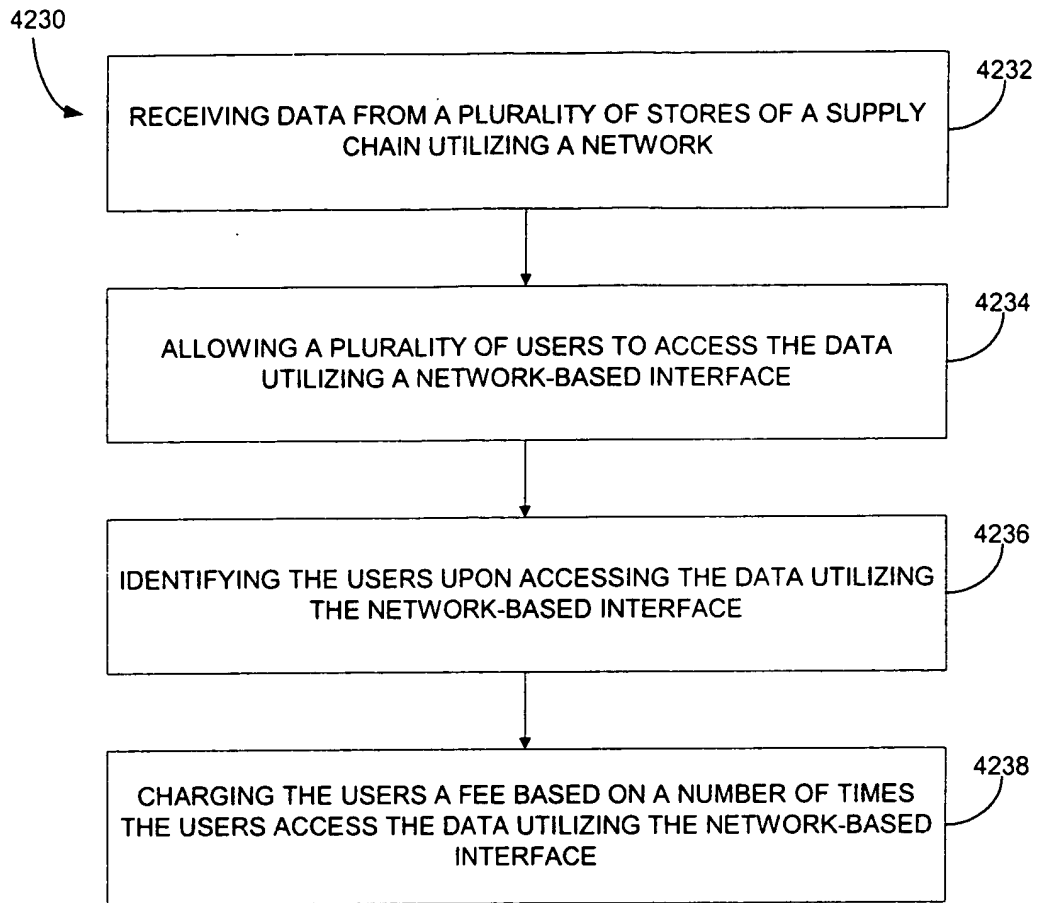 4230
4232
RECEIVING DATA FROM A PLURALITY OF STORES OF A SUPPLY
CHAIN UTILIZING A NETWORK
4234
ALLOWING A PLURALITY OF USERS TO ACCESS THE DATA
UTILIZING A NETWORK-BASED INTERFACE
4236
IDENTIFYING THE USERS UPON ACCESSING THE DATA UTILIZING
THE NETWORK-BASED INTERFACE
4238
CHARGING THE USERS A FEE BASED ON A NUMBER OF TIMES
THE USERS ACCESS THE DATA UTILIZING THE NETWORK-BASED
INTERFACE